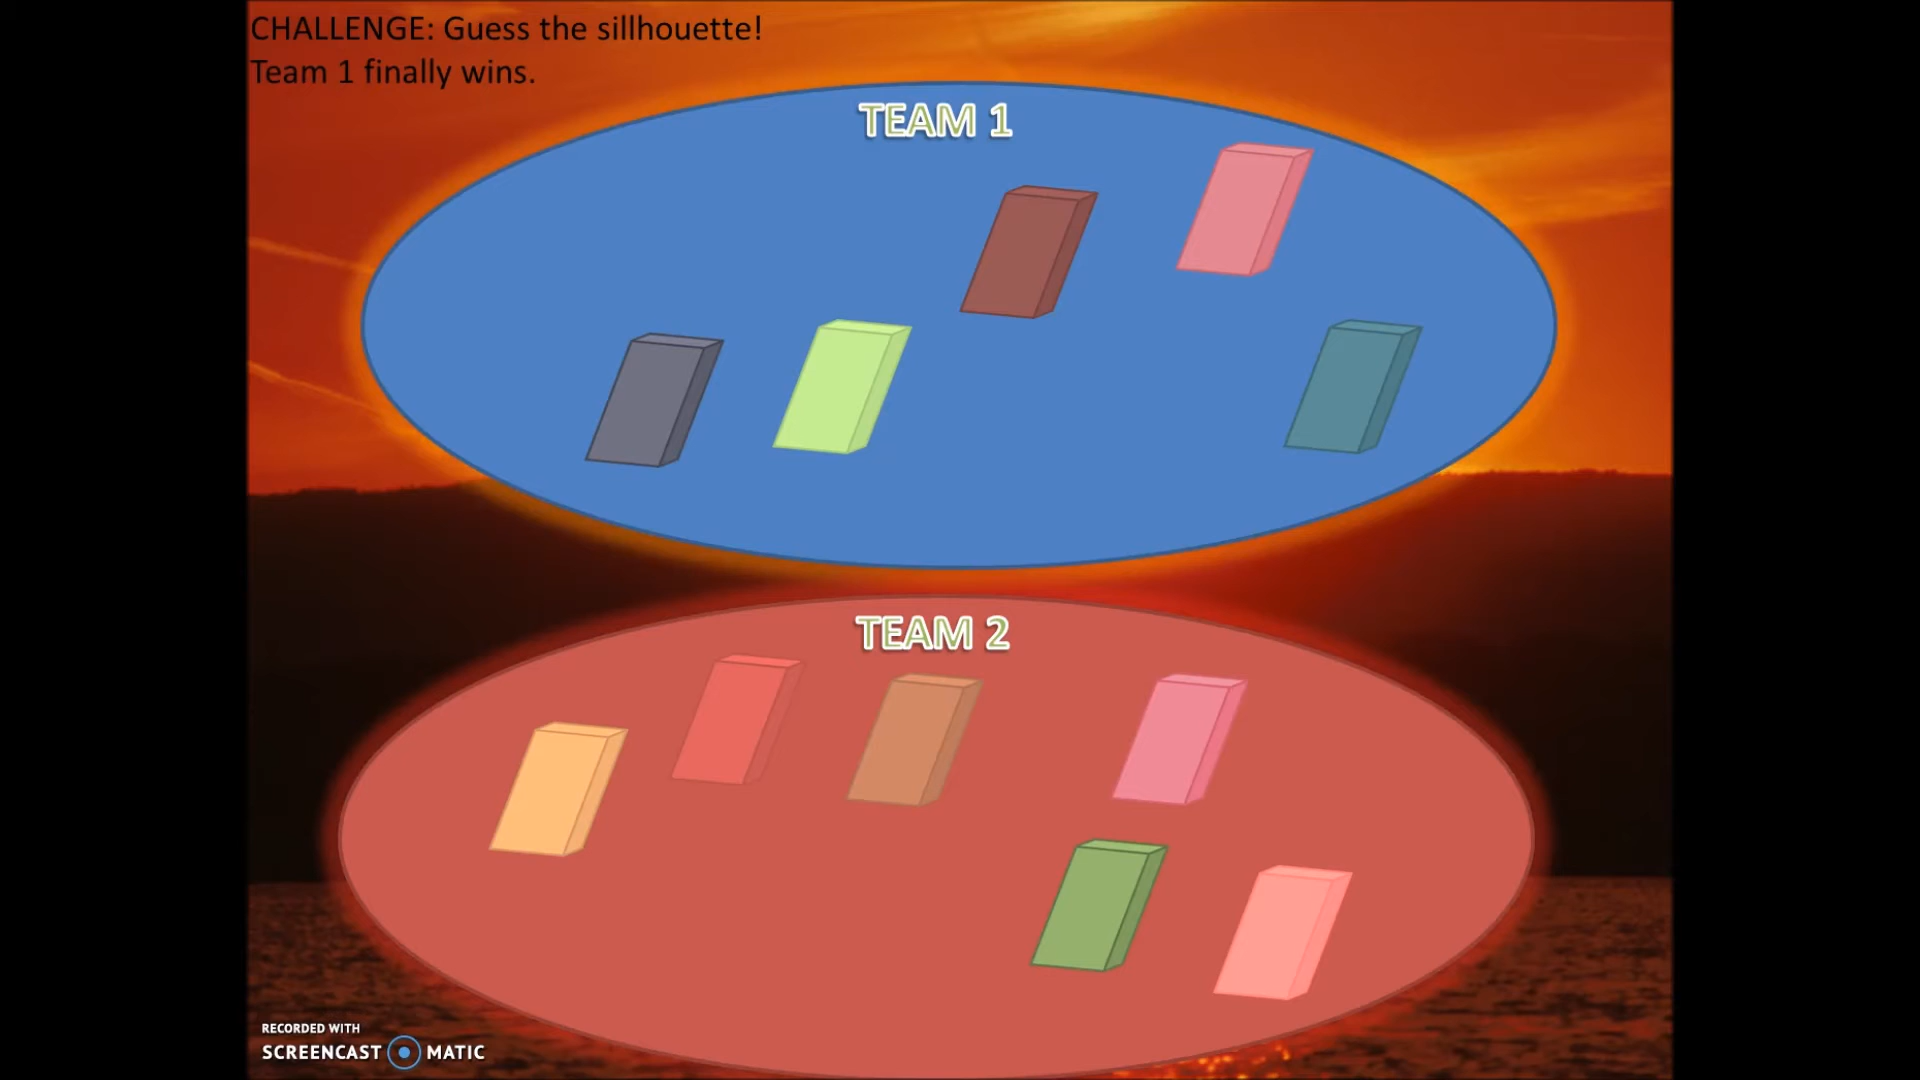 CHALLENGE: Guess the sillhouette!
Team 1 finally wins.
TEAM 1
TEAM 2
RECORDED WITH
SCREENCAST MATIC